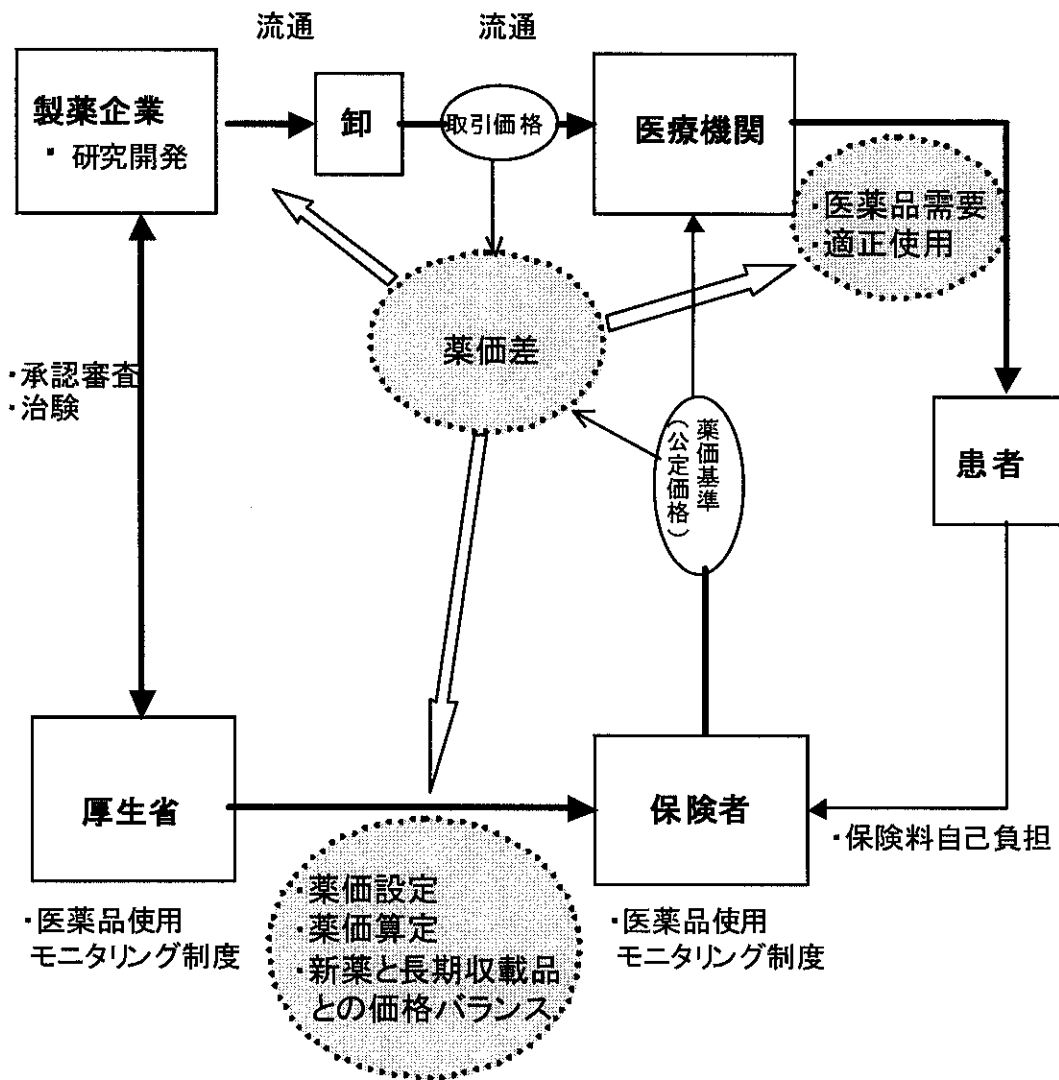 流通
流通
製薬企業
・研究開発
卸
取引価格
医療機関
・医薬品需要
・適正使用
薬価差
・承認審査
・治験
薬価基準
（公定価格）
患者
厚生省
保険者
・保険料自己負担
・医薬品使用
モニタリング制度
・薬価設定
・薬価算定
・新薬と長期収載品
との価格バランス
・医薬品使用
モニタリング制度